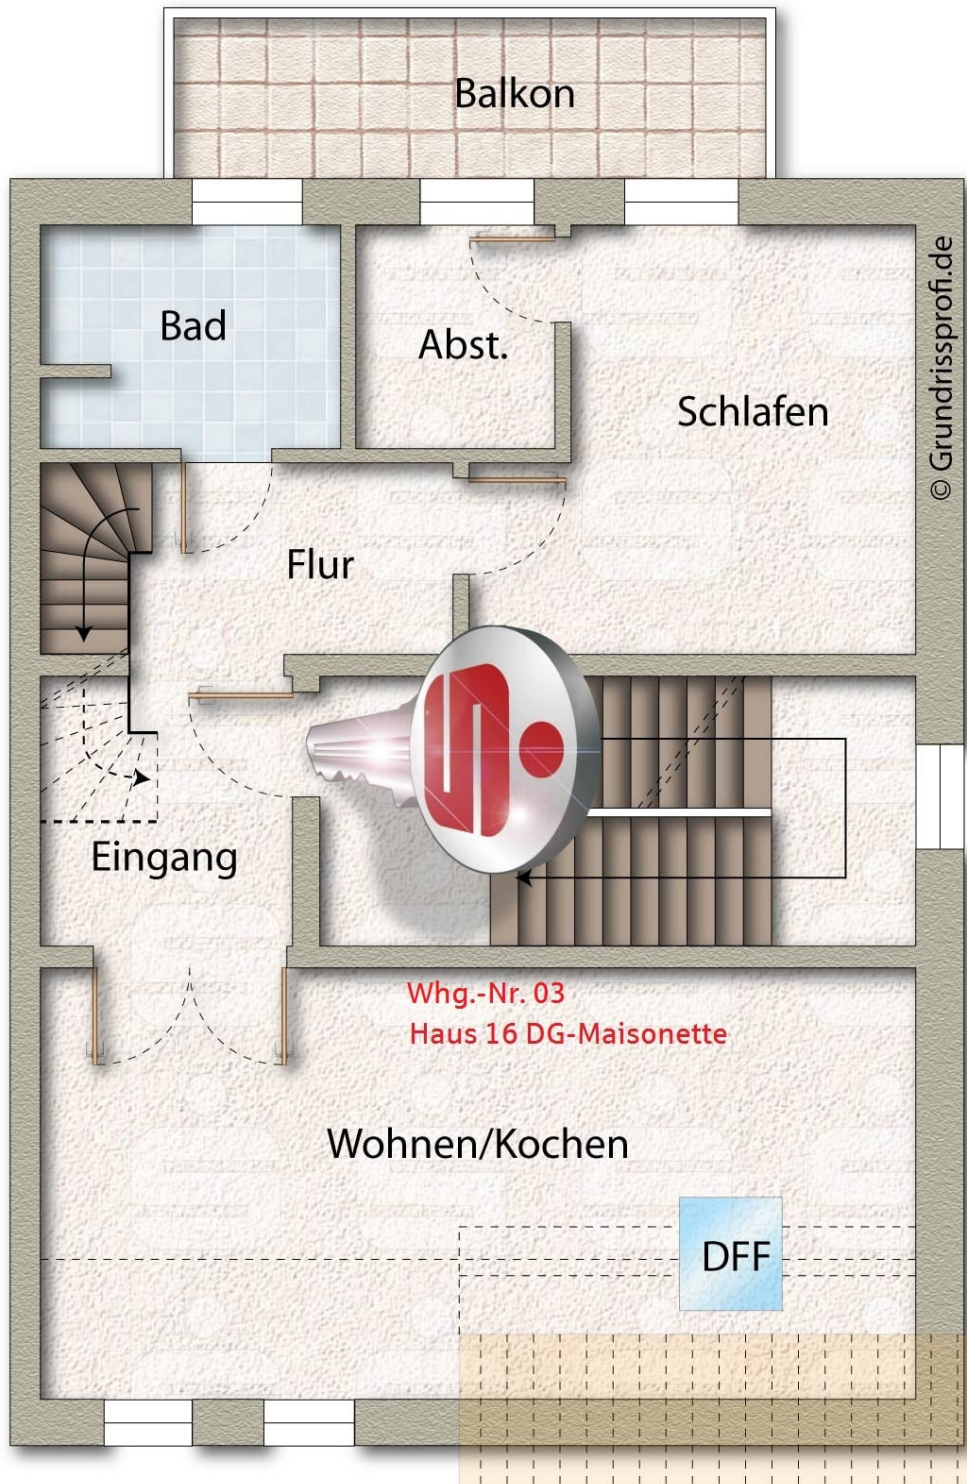 Balkon
Bad
Abst.
Schlafen
© Grundrissprofi.de
Flur
Eingang
Whg.-Nr. 03
Haus 16 DG-Maisonette
Wohnen/Kochen
DFF